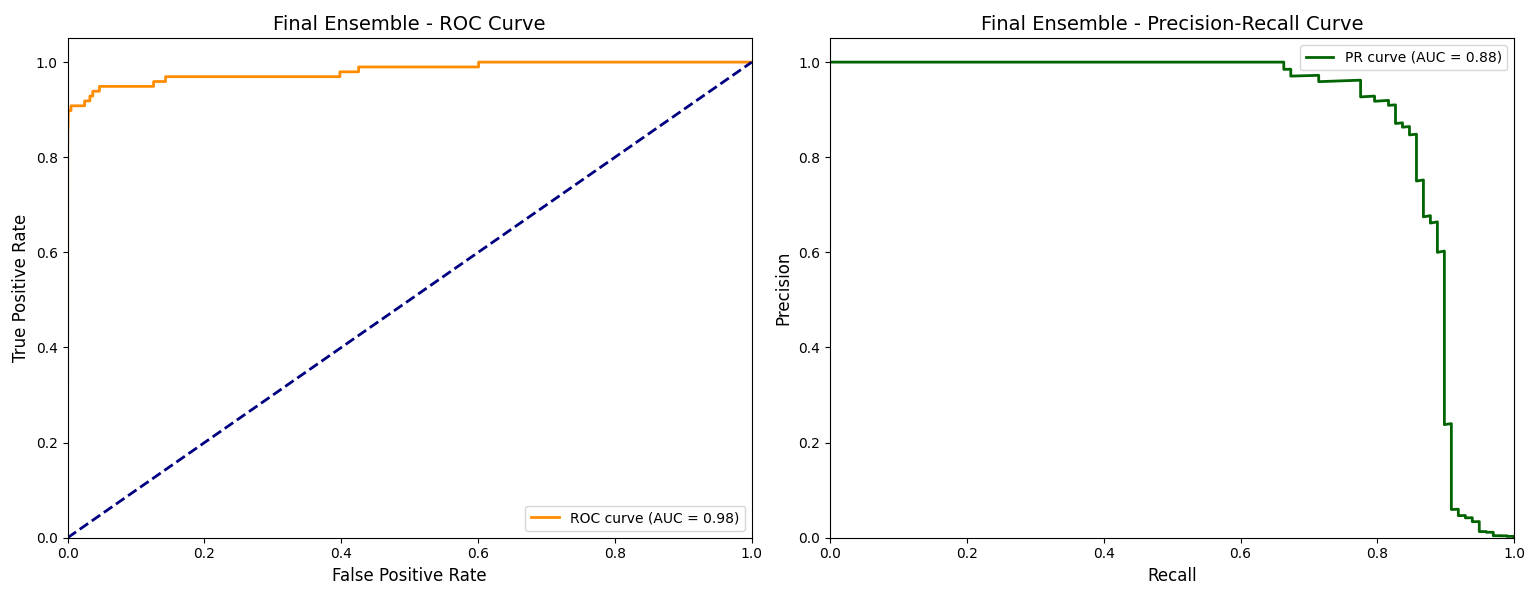 Final Ensemble - ROC Curve
1.0
0.8
0.6
0.4
0.2
0.0
True Positive Rate
0.0 0.2 0.4 0.6 0.8 1.0
False Positive Rate
ROC curve (AUC = 0.98)
Final Ensemble - Precision-Recall Curve
PR curve (AUC = 0.88)
1.0
0.8
0.6
0.4
0.2
0.0
Precision
0.0 0.2 0.4 0.6 0.8 1.0
Recall